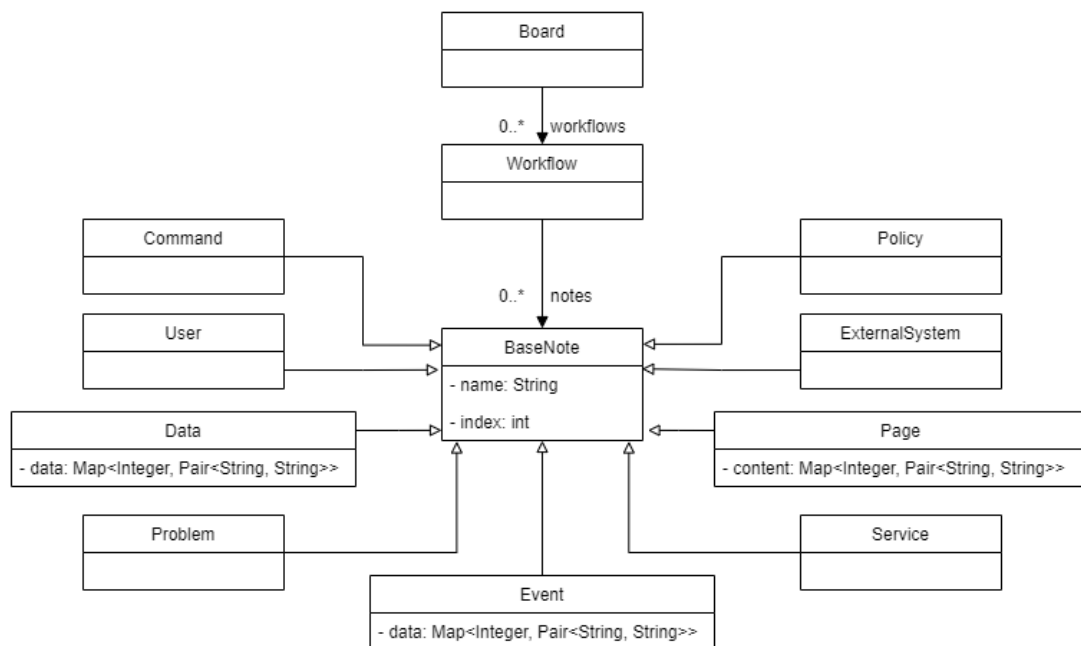 Board
0..* workflows
Workflow
Command
Policy
0..* notes
User
BaseNote
ExternalSystem
- name: String
- index: int
Data
- data: Map<Integer, Pair<String, String>>
Page
- content: Map<Integer, Pair<String, String>>
Problem
Service
Event
- data: Map<Integer, Pair<String, String>>